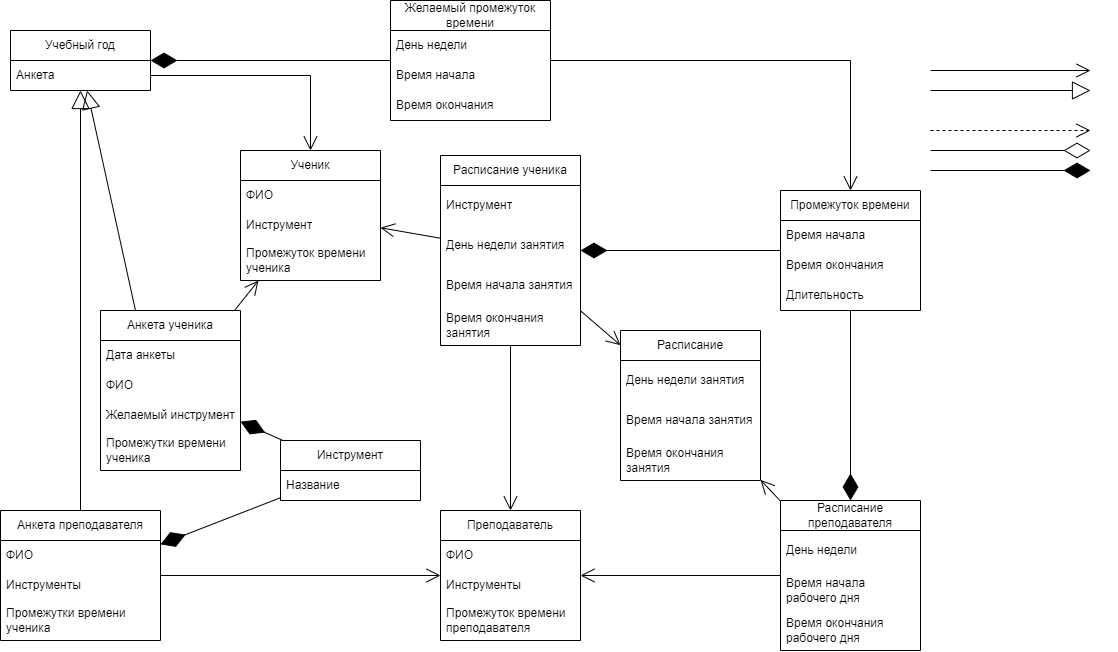 Учебный год
Анкета
Желаемый промежуток
времени
День недели
Время начала
Время окончания
Ученик
ФИО
Инструмент
Промежуток времени
ученика
Расписание ученика
Инструмент
День недели занятия
Время начала занятия
Время окончания
занятия
Промежуток времени
Время начала
Время окончания
Длительность
Анкета ученика
Дата анкеты
ФИО
Желаемый инструмент
Промежутки времени
ученика
Расписание
День недели занятия
Время начала занятия
Время окончания
занятия
Инструмент
Название
Анкета преподавателя
ФИО
Инструменты
Промежутки времени
ученика
Преподаватель
ФИО
Инструменты
Промежуток времени
преподавателя
Расписание
преподавателя
День недели
Время начала
рабочего дня
Время окончания
рабочего дня